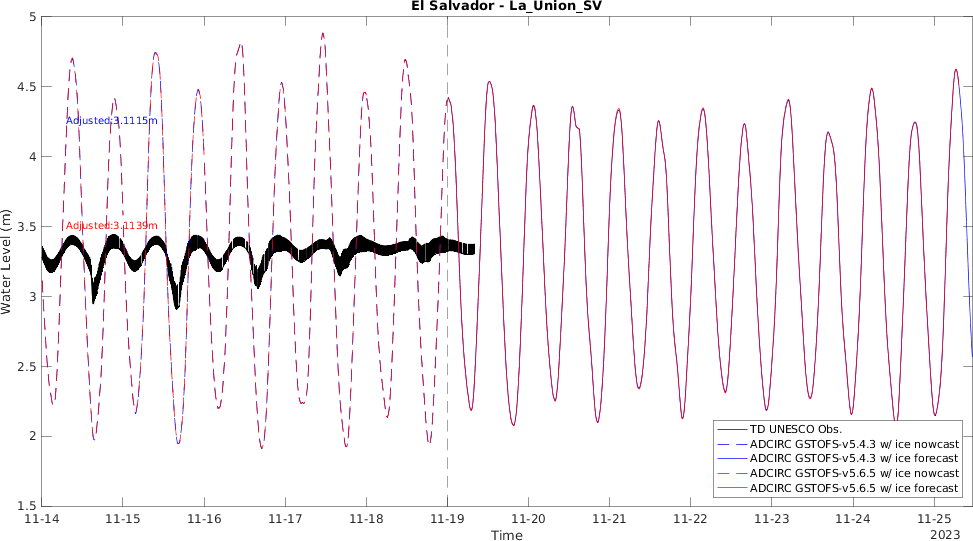 El Salvador - La_Union_SV
5
4.5
4
3.5
3
2.5
2
1.5
Water Level (m)
Adjusted:3.1115m
Adjusted:3.1139m
TD UNESCO Obs.
ADCIRC GSTOFS-v5.4.3 w/ ice nowcast
ADCIRC GSTOFS-v5.4.3 w/ ice forecast
ADCIRC GSTOFS-v5.6.5 w/ ice nowcast
ADCIRC GSTOFS-v5.6.5 w/ ice forecast
11-14 11-15 11-16 11-17 11-18 11-19 11-20 11-21 11-22 11-23 11-24 11-25
2023
Time